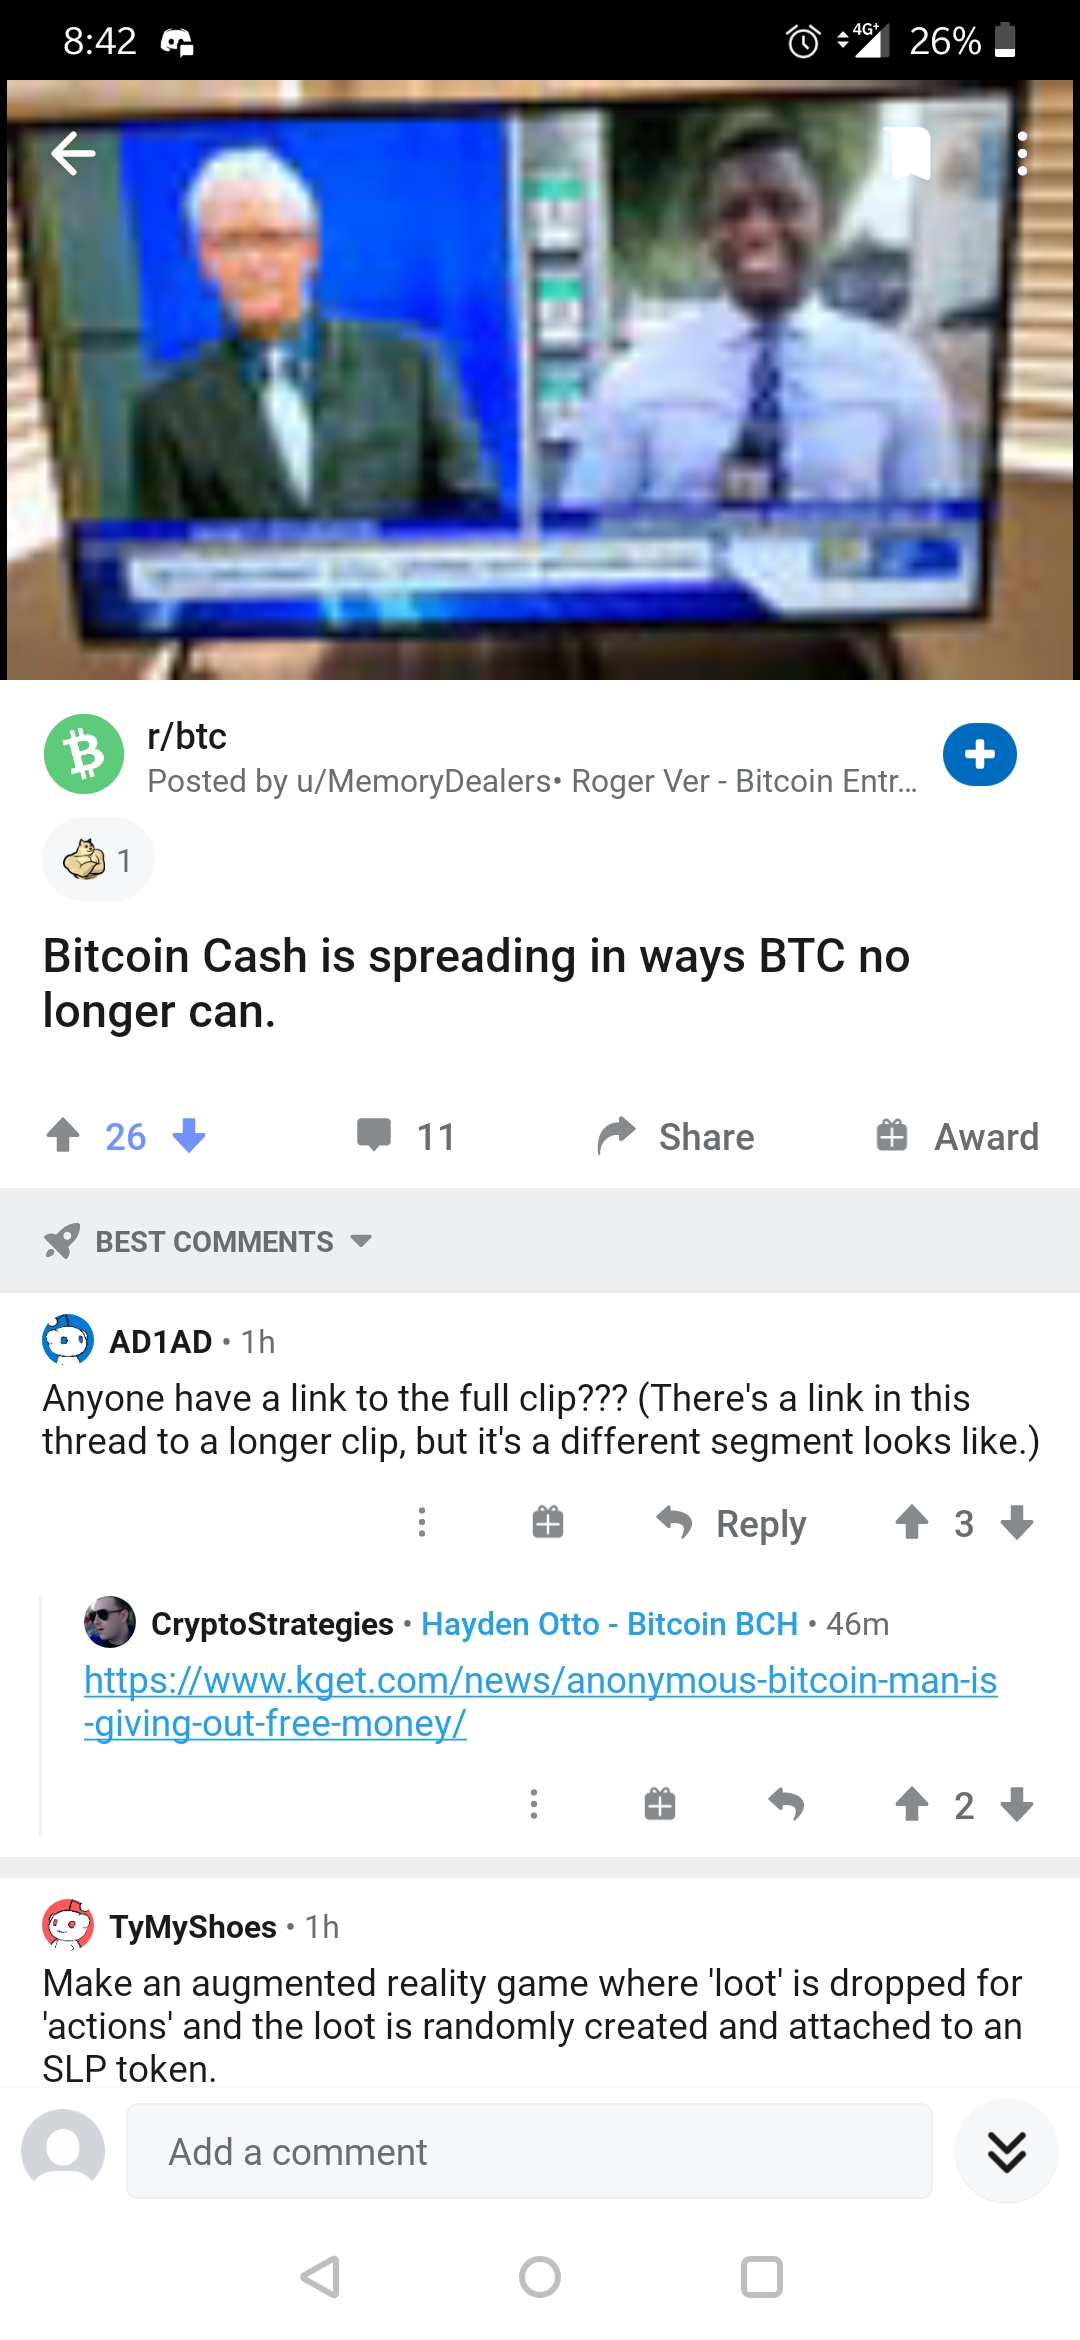 8:42
4G+ 26%
r/btc
Posted by u/MemoryDealers• Roger Ver - Bitcoin Entr...
1
Bitcoin Cash is spreading in ways BTC no
longer can.
26 11 Share Award
BEST COMMENTS
AD1AD • 1h
Anyone have a link to the full clip??? (There's a link in this
thread to a longer clip, but it's a different segment looks like.)
Reply 3
CryptoStrategies • Hayden Otto - Bitcoin BCH • 46m
https://www.kget.com/news/anonymous-bitcoin-man-is
-giving-out-free-money/
2
TyMyShoes • 1h
Make an augmented reality game where 'loot' is dropped for
'actions' and the loot is randomly created and attached to an
SLP token.
Add a comment